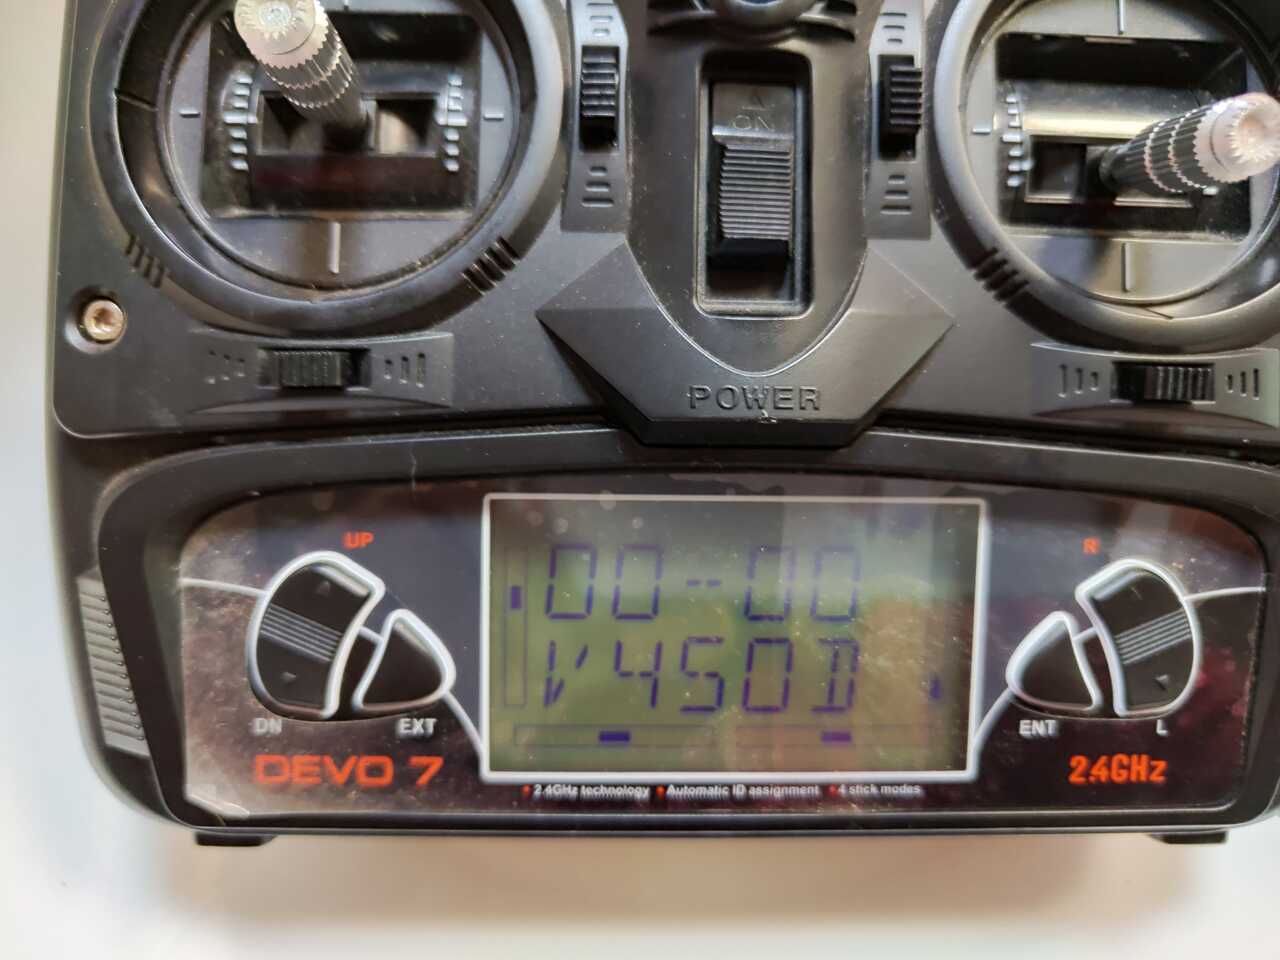 ON
POWER
UP
R
00--00
V450D
DN
EXT
ENT
L
DEVO 7
2.4GHz
2.4GHz technology Automatic ID assignment 4 stick modes